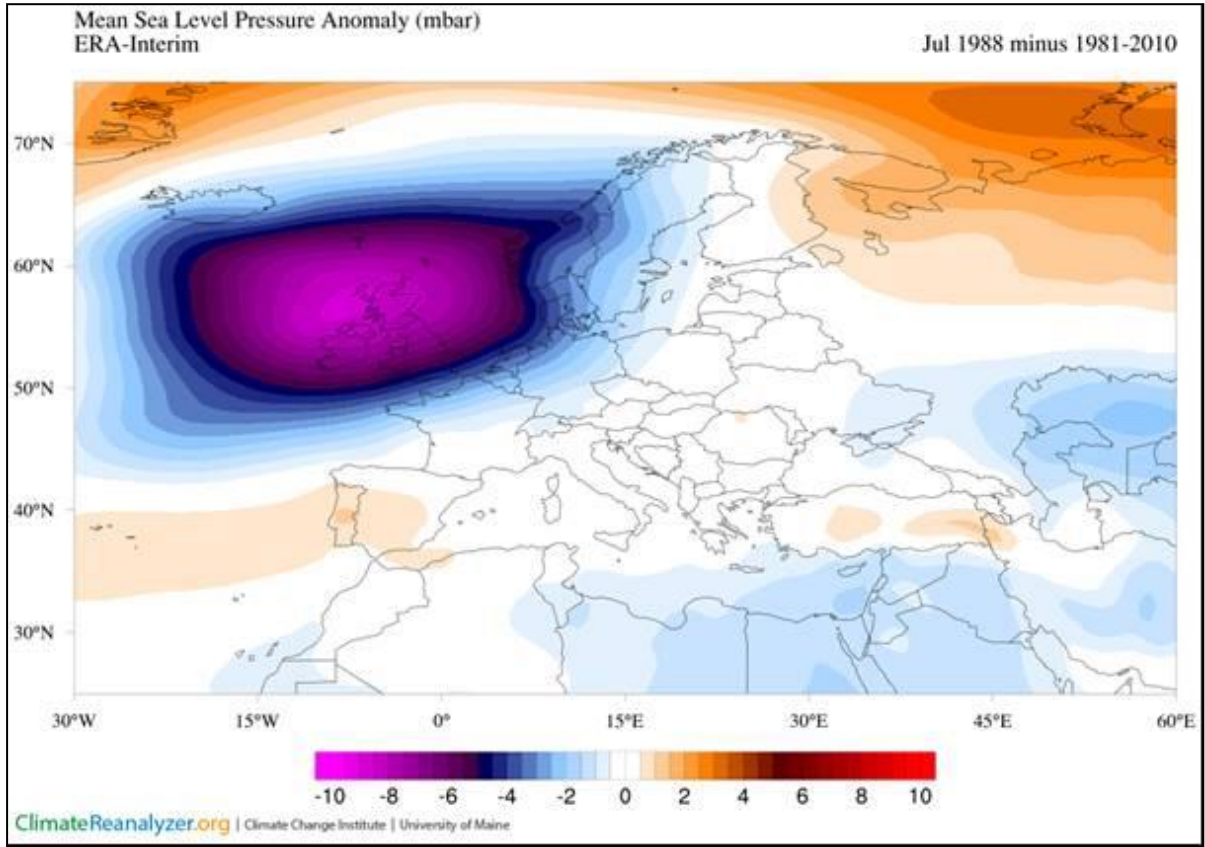 Mean Sea Level Pressure Anomaly (mbar)
ERA-Interim
Jul 1988 minus 1981-2010
70°N
60°N
50°N
40°N
30°N
30°W 15°W 0° 15°E 30°E 45°E 60°E
-10 -8 -6 -4 -2 0 2 4 6 8 10
ClimateReanalyzer.org | Climate Change Institute | University of Maine